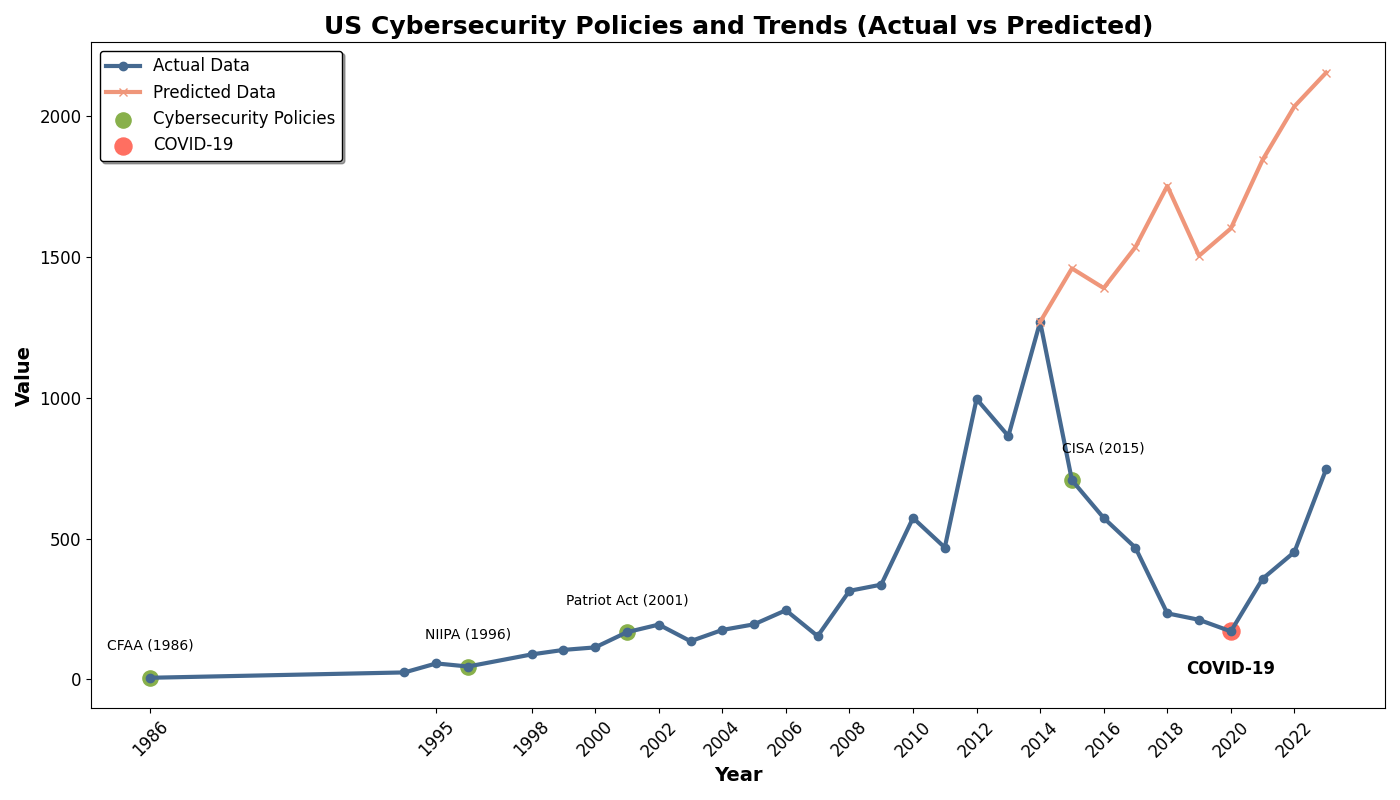 US Cybersecurity Policies and Trends (Actual vs Predicted)
Actual Data
Predicted Data
Cybersecurity Policies
COVID-19
2000
1500
1000
500
0
Value
CISA (2015)
Patriot Act (2001)
NIIPA (1996)
CFAA (1986)
COVID-19
1986 1995 1998 2000 2002 2004 2006 2008 2010 2012 2014 2016 2018 2020 2022
Year